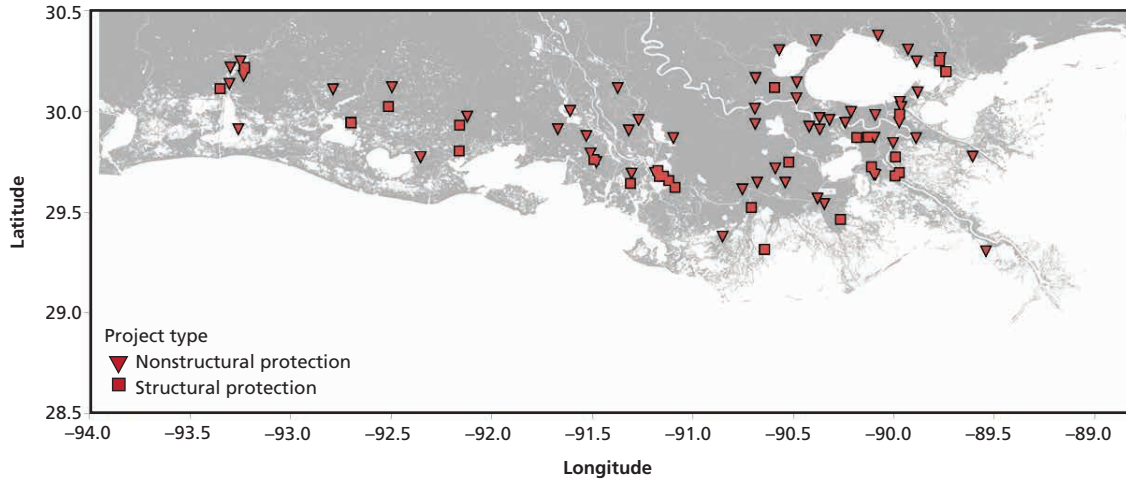 30.5
30.0
29.5
29.0
28.5
Latitude
Project type
Nonstructural protection
Structural protection
–94.0 –93.5 –93.0 –92.5 –92.0 –91.5 –91.0 –90.5 –90.0 –89.5 –89.0
Longitude